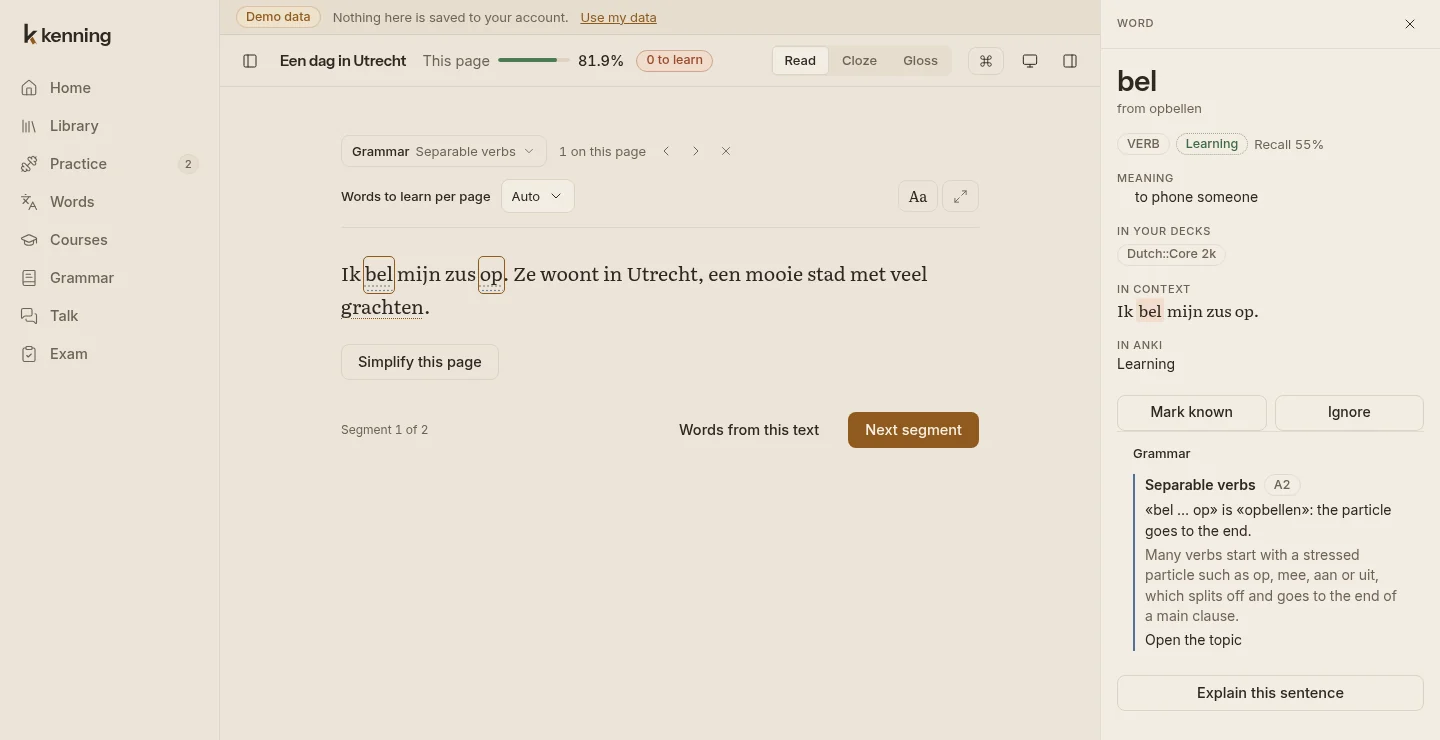 kenning
Home
Library
Practice 2
Words
Courses
Grammar
Talk
Exam
Demo data Nothing here is saved to your account. Use my data
Een dag in Utrecht This page 81.9% 0 to learn Read Cloze Gloss ⌘
Grammar Separable verbs 1 on this page
Words to learn per page Auto Aa
Ik bel mijn zus op. Ze woont in Utrecht, een mooie stad met veel
grachten.
Simplify this page
Segment 1 of 2 Words from this text Next segment
WORD
bel
from opbellen
VERB Learning Recall 55%
MEANING
to phone someone
IN YOUR DECKS
Dutch::Core 2k
IN CONTEXT
Ik bel mijn zus op.
IN ANKI
Learning
Mark known Ignore
Grammar
Separable verbs A2
«bel … op» is «opbellen»: the particle
goes to the end.
Many verbs start with a stressed
particle such as op, mee, aan or uit,
which splits off and goes to the end of
a main clause.
Open the topic
Explain this sentence